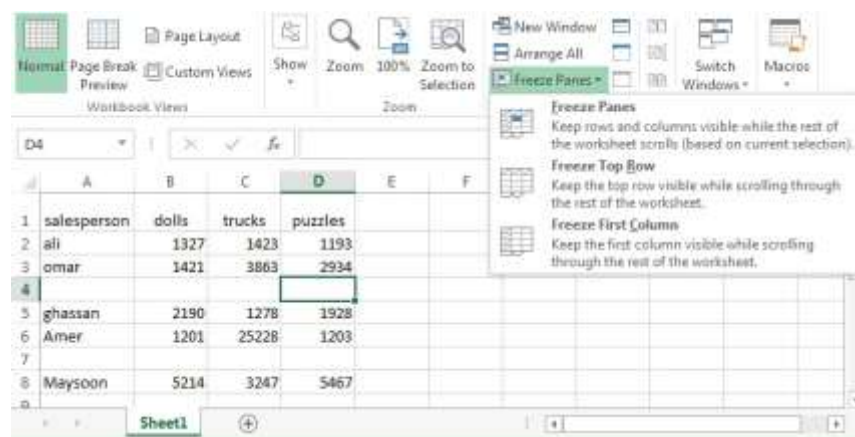 Normal Page Break Preview
Page Layout
Custom Views
Workbook Views
Show
Zoom
100%
Zoom to Selection
Zoom
New Window
Arrange All
Freeze Panes
Switch Windows
Macros
Freeze Panes
Keep rows and columns visible while the rest of
the worksheet scrolls (based on current selection).
Freeze Top Row
Keep the top row visible while scrolling through
the rest of the worksheet.
Freeze First Column
Keep the first column visible while scrolling
through the rest of the worksheet.
D4 fx
A B C D E F
1 salesperson dolls trucks puzzles
2 ali 1327 1423 1193
3 omar 1421 3863 2934
4
5 ghassan 2190 1278 1928
6 Amer 1201 25228 1203
7
8 Maysoon 5214 3247 5467
9
Sheet1